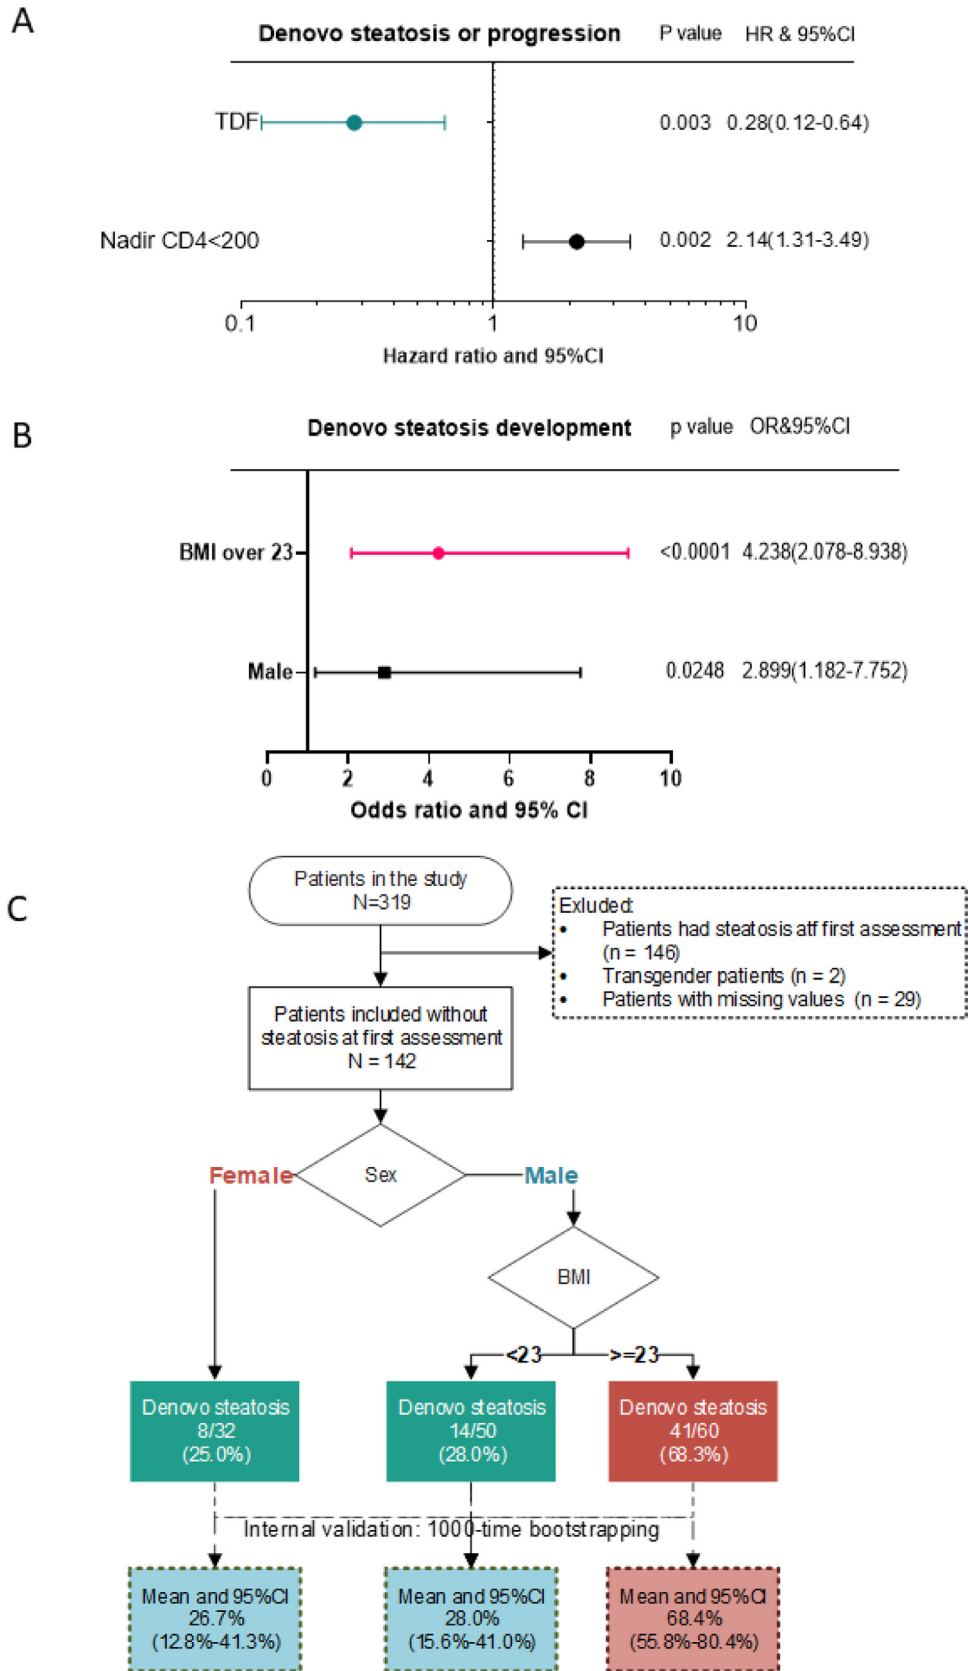 A
Denovo steatosis or progression P value HR & 95%CI
TDF 0.003 0.28(0.12-0.64)
Nadir CD4<200 0.002 2.14(1.31-3.49)
0.1 1 10
Hazard ratio and 95%CI
B
Denovo steatosis development p value OR&95%CI
BMI over 23 <0.0001 4.238(2.078-8.938)
Male 0.0248 2.899(1.182-7.752)
0 2 4 6 8 10
Odds ratio and 95% CI
C
Patients in the study
N=319
Exluded:
• Patients had steatosis atf first assessment
(n = 146)
• Transgender patients (n = 2)
• Patients with missing values (n = 29)
Patients included without
steatosis at first assessment
N = 142
Female Sex Male
BMI
<23 >=23
Denovo steatosis
8/32
(25.0%)
Denovo steatosis
14/50
(28.0%)
Denovo steatosis
41/60
(68.3%)
Internal validation: 1000-time bootstrapping
Mean and 95%CI
26.7%
(12.8%-41.3%)
Mean and 95%CI
28.0%
(15.6%-41.0%)
Mean and 95%CI
68.4%
(55.8%-80.4%)